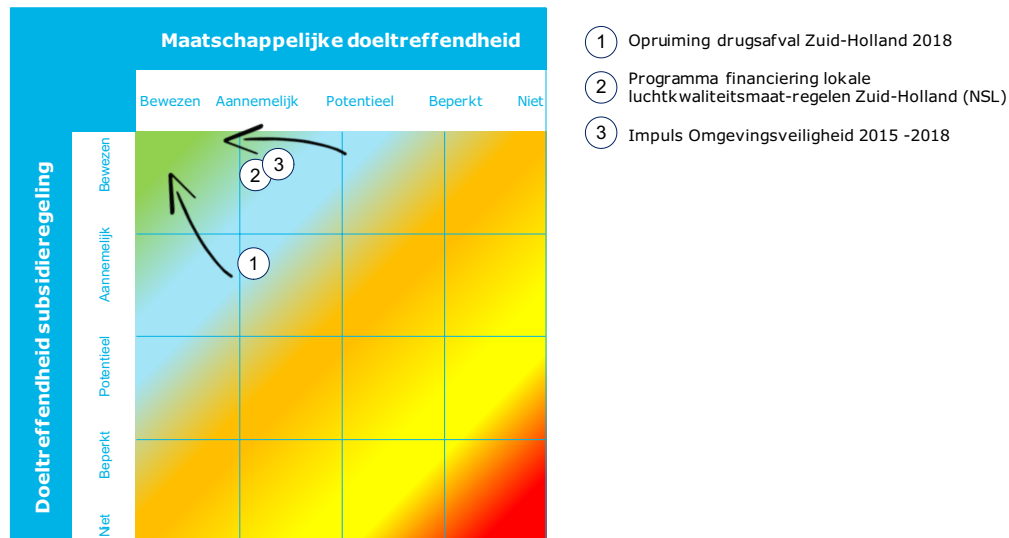 Maatschappelijke doeltreffendheid
Bewezen Aannemelijk Potentieel Beperkt Niet
Doeltreffendheid subsidieregeling
Bewezen
Aannemelijk
Potentieel
Beperkt
Niet
2 3
1
1 Opruiming drugsafval Zuid-Holland 2018
2 Programma financiering lokale
luchtkwaliteitsmaat-regelen Zuid-Holland (NSL)
3 Impuls Omgevingsveiligheid 2015 -2018